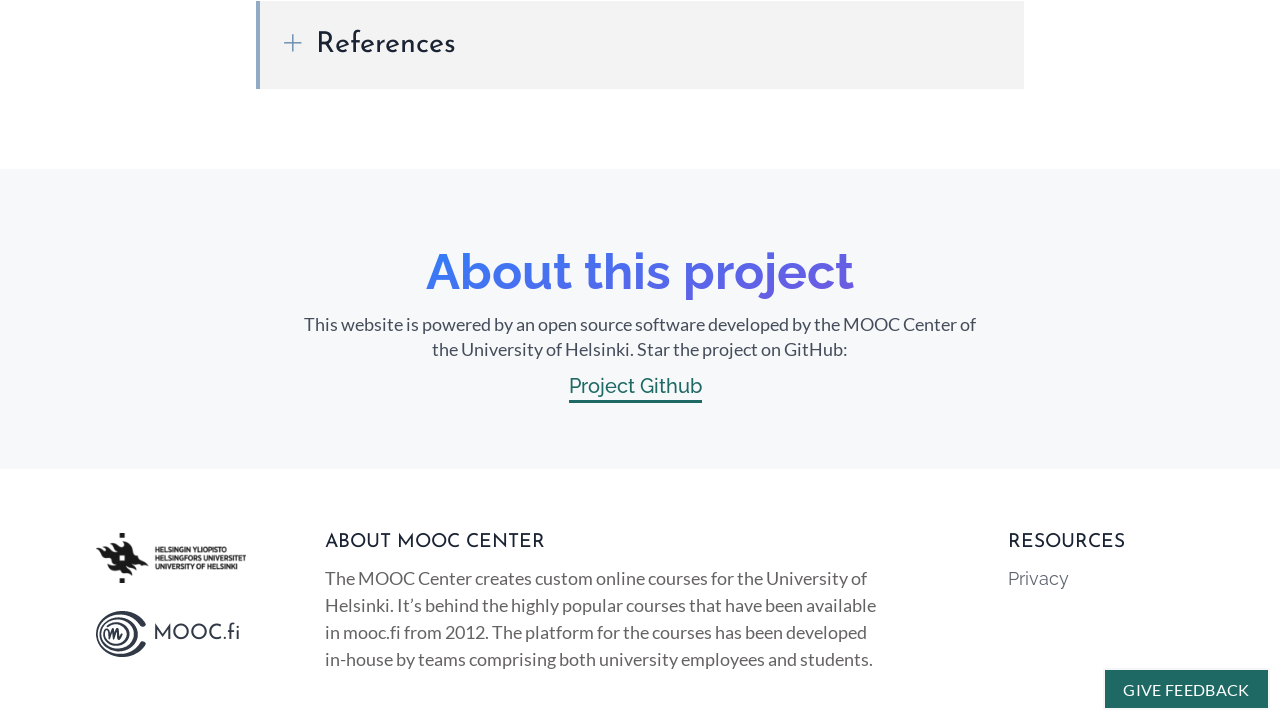 References
About this project
This website is powered by an open source software developed by the MOOC Center of
the University of Helsinki. Star the project on GitHub:
Project Github
HELSINGIN YLIOPISTO
HELSINGFORS UNIVERSITET
UNIVERSITY OF HELSINKI
MOOC.fi
ABOUT MOOC CENTER
The MOOC Center creates custom online courses for the University of
Helsinki. It’s behind the highly popular courses that have been available
in mooc.fi from 2012. The platform for the courses has been developed
in-house by teams comprising both university employees and students.
RESOURCES
Privacy
GIVE FEEDBACK